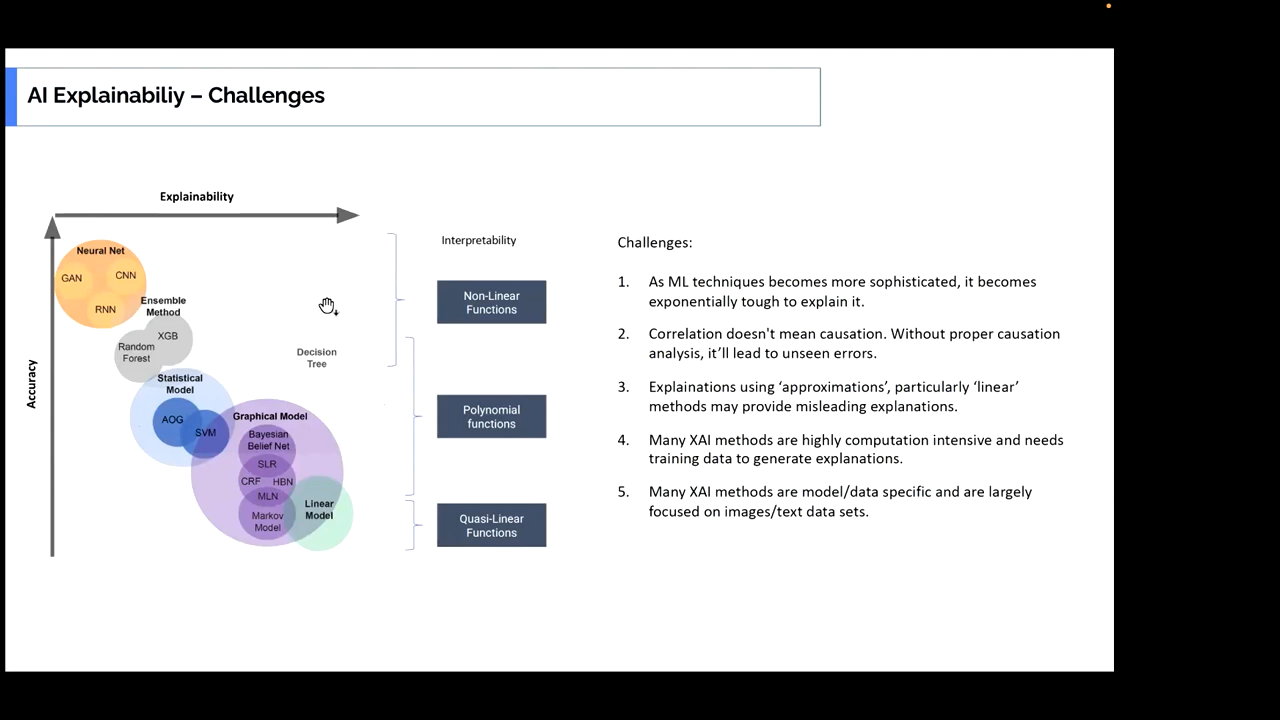 AI Explainabiliy – Challenges
Explainability
Accuracy
Neural Net
GAN
CNN
RNN
Ensemble
Method
XGB
Random
Forest
Decision
Tree
Statistical
Model
AOG
SVM
Graphical Model
Bayesian
Belief Net
SLR
CRF
HBN
MLN
Markov
Model
Linear
Model
Interpretability
Non-Linear
Functions
Polynomial
functions
Quasi-Linear
Functions
Challenges:
1. As ML techniques becomes more sophisticated, it becomes
exponentially tough to explain it.
2. Correlation doesn't mean causation. Without proper causation
analysis, it’ll lead to unseen errors.
3. Explainations using ‘approximations’, particularly ‘linear’
methods may provide misleading explanations.
4. Many XAI methods are highly computation intensive and needs
training data to generate explanations.
5. Many XAI methods are model/data specific and are largely
focused on images/text data sets.